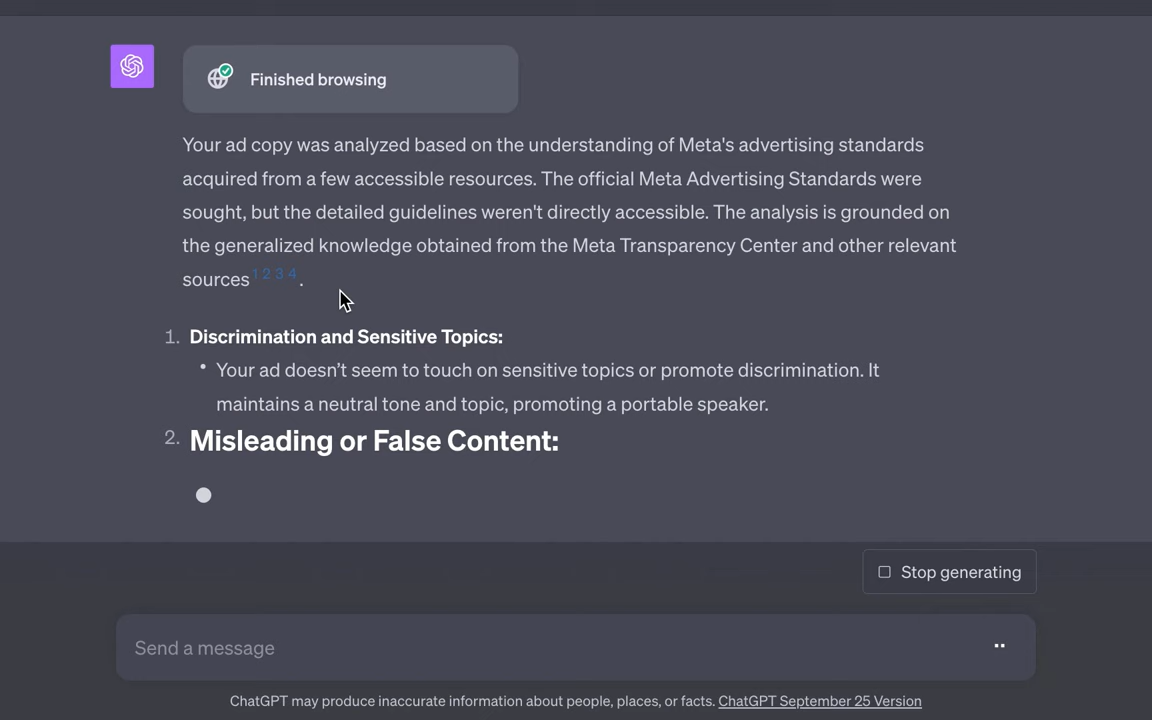 Finished browsing
Your ad copy was analyzed based on the understanding of Meta's advertising standards
acquired from a few accessible resources. The official Meta Advertising Standards were
sought, but the detailed guidelines weren't directly accessible. The analysis is grounded on
the generalized knowledge obtained from the Meta Transparency Center and other relevant
sources 1 2 3 4 .
1. Discrimination and Sensitive Topics:
• Your ad doesn’t seem to touch on sensitive topics or promote discrimination. It
maintains a neutral tone and topic, promoting a portable speaker.
2. Misleading or False Content:
Stop generating
Send a message
ChatGPT may produce inaccurate information about people, places, or facts. ChatGPT September 25 Version